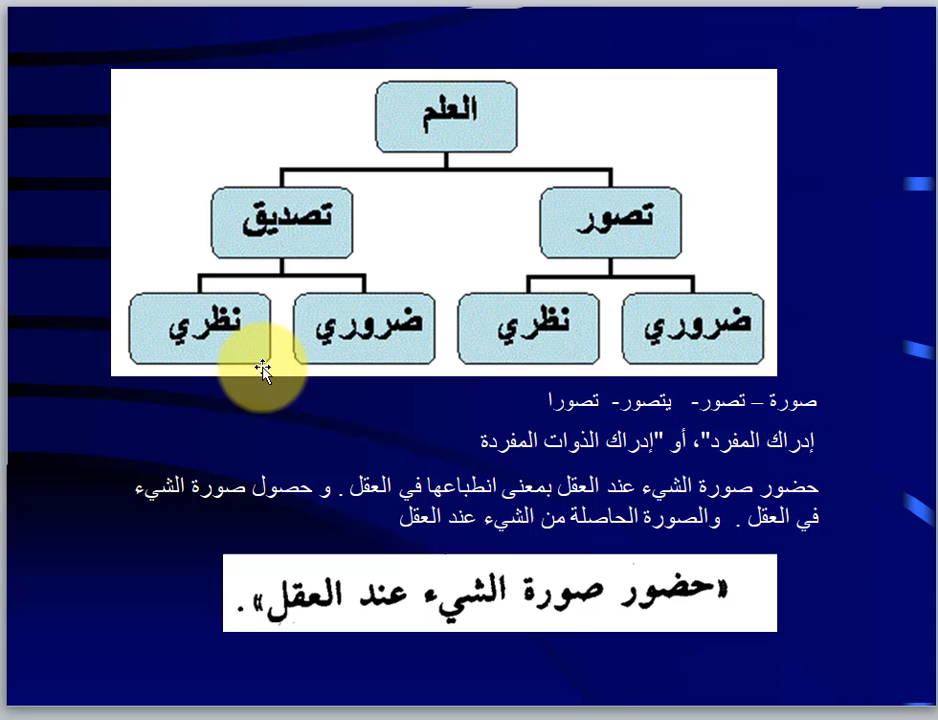 العلم
تصور
تصديق
ضروري
نظري
ضروري
نظري
صورة – تصور- يتصور- تصورا
إدراك المفرد"، أو "إدراك الذوات المفردة
حضور صورة الشيء عند العقل بمعنى انطباعها في العقل . و حصول صورة الشيء
في العقل . والصورة الحاصلة من الشيء عند العقل
«حضور صورة الشيء عند العقل».